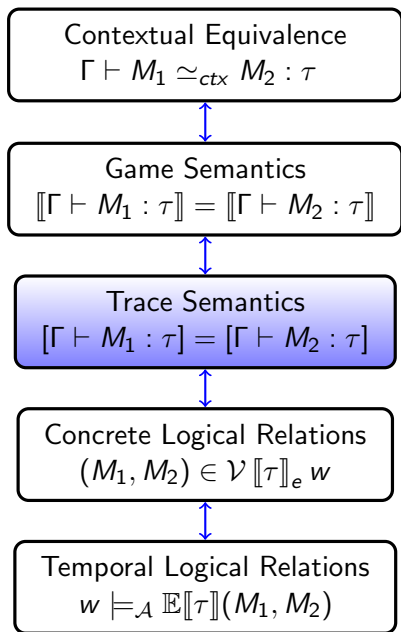 Contextual Equivalence
Γ ⊢ M₁ ≃ctx M₂ : τ
Game Semantics
⟦Γ ⊢ M₁ : τ⟧ = ⟦Γ ⊢ M₂ : τ⟧
Trace Semantics
[Γ ⊢ M₁ : τ] = [Γ ⊢ M₂ : τ]
Concrete Logical Relations
(M₁, M₂) ∈ 𝒱 ⟦τ⟧ₑ w
Temporal Logical Relations
w ⊨𝒜 𝔼⟦τ⟧(M₁, M₂)